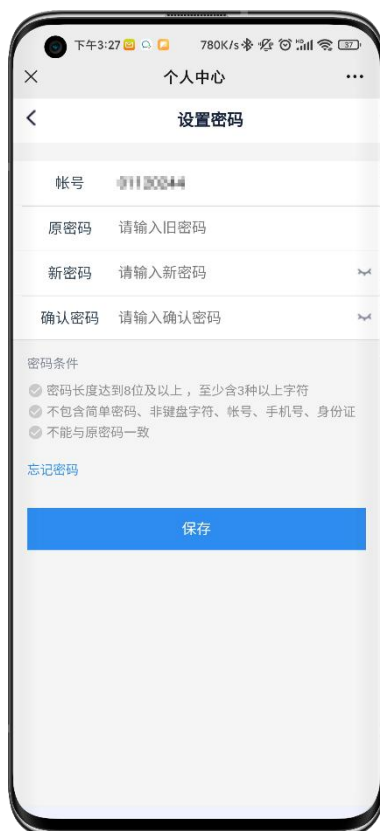 下午3:27
780K/s
37
个人中心
设置密码
帐号
原密码 请输入旧密码
新密码 请输入新密码
确认密码 请输入确认密码
密码条件
密码长度达到8位及以上，至少含3种以上字符
不包含简单密码、非键盘字符、帐号、手机号、身份证
不能与原密码一致
忘记密码
保存